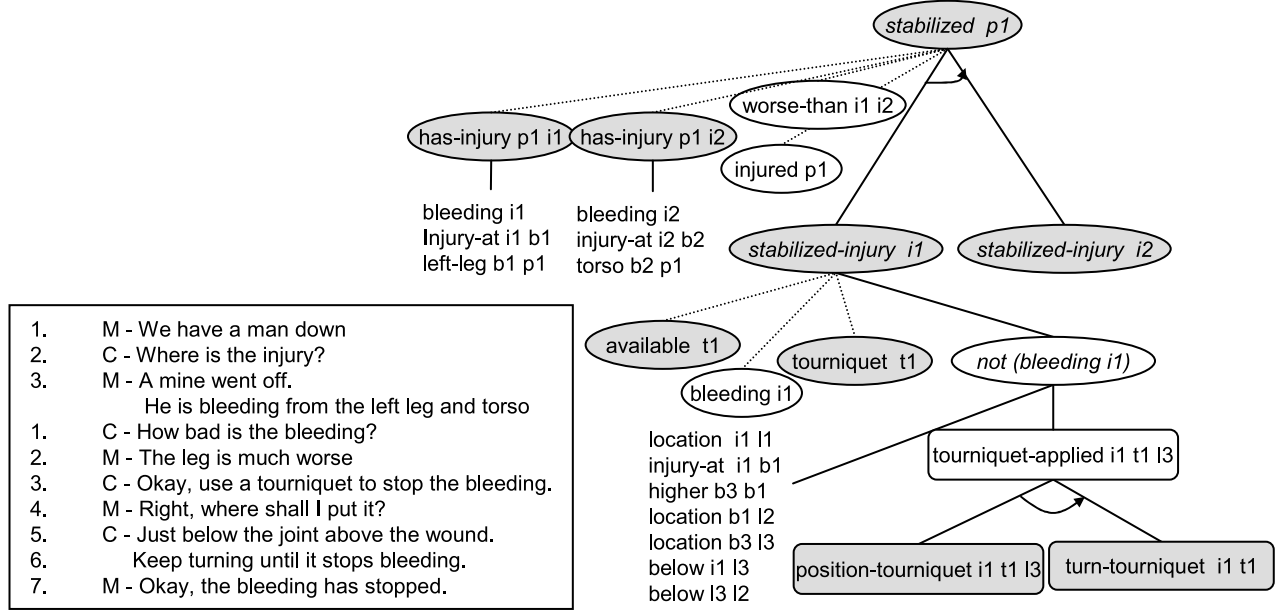 stabilized p1
worse-than i1 i2
has-injury p1 i1
has-injury p1 i2
injured p1
bleeding i1
Injury-at i1 b1
left-leg b1 p1
bleeding i2
injury-at i2 b2
torso b2 p1
stabilized-injury i1
stabilized-injury i2
available t1
tourniquet t1
not (bleeding i1)
bleeding i1
location i1 l1
injury-at i1 b1
higher b3 b1
location b1 l2
location b3 l3
below i1 l3
below l3 l2
tourniquet-applied i1 t1 l3
position-tourniquet i1 t1 l3
turn-tourniquet i1 t1
1. M - We have a man down
2. C - Where is the injury?
3. M - A mine went off.
He is bleeding from the left leg and torso
1. C - How bad is the bleeding?
2. M - The leg is much worse
3. C - Okay, use a tourniquet to stop the bleeding.
4. M - Right, where shall I put it?
5. C - Just below the joint above the wound.
6. Keep turning until it stops bleeding.
7. M - Okay, the bleeding has stopped.